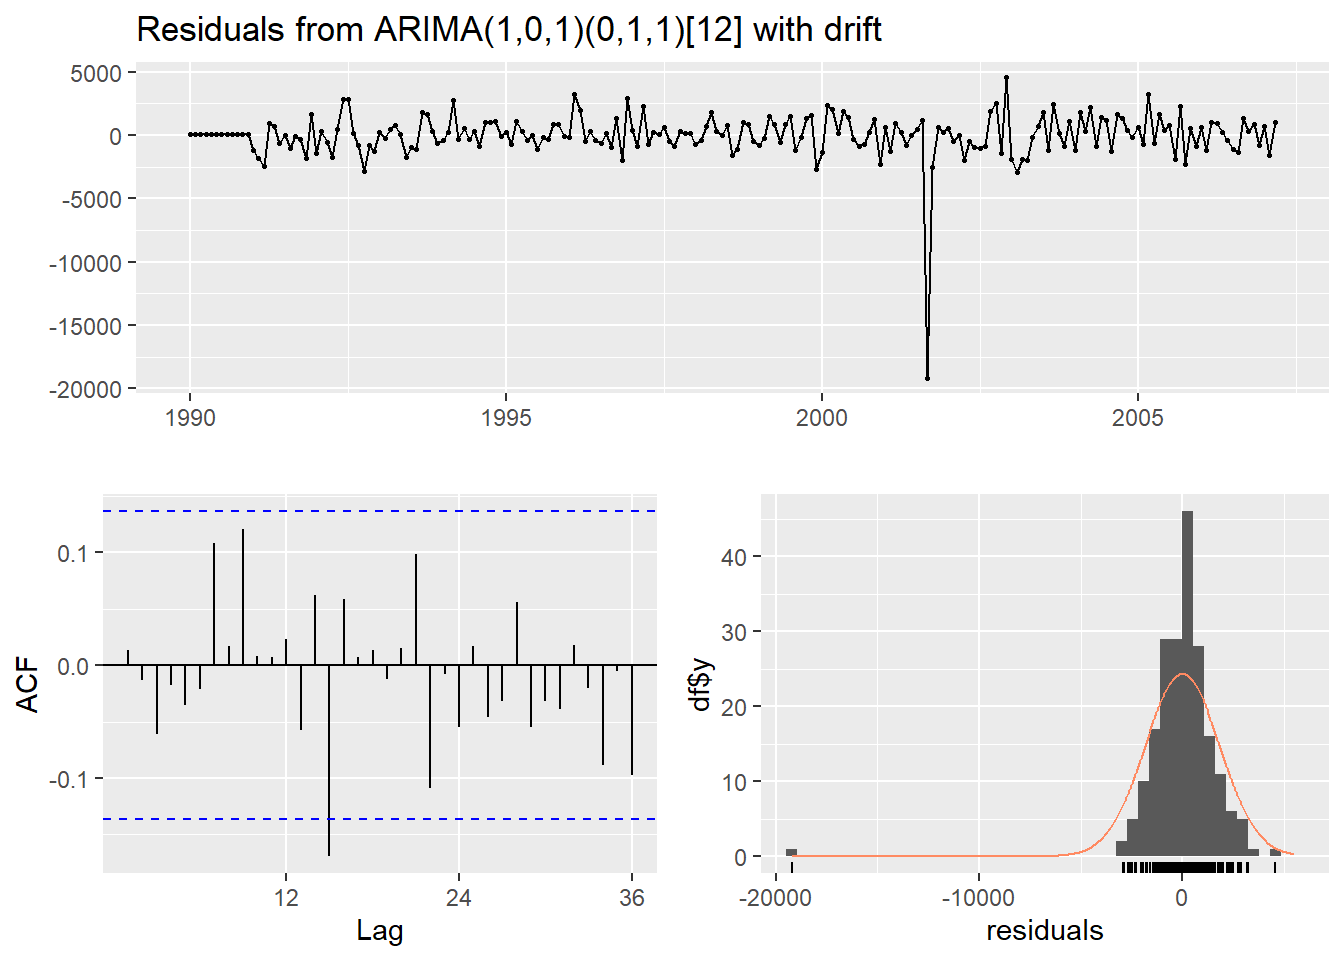 Residuals from ARIMA(1,0,1)(0,1,1)[12] with drift
5000
0
-5000
-10000
-15000
-20000
1990 1995 2000 2005
ACF
0.1
0.0
-0.1
12 24 36
Lag
df$y
40
30
20
10
0
-20000 -10000 0
residuals